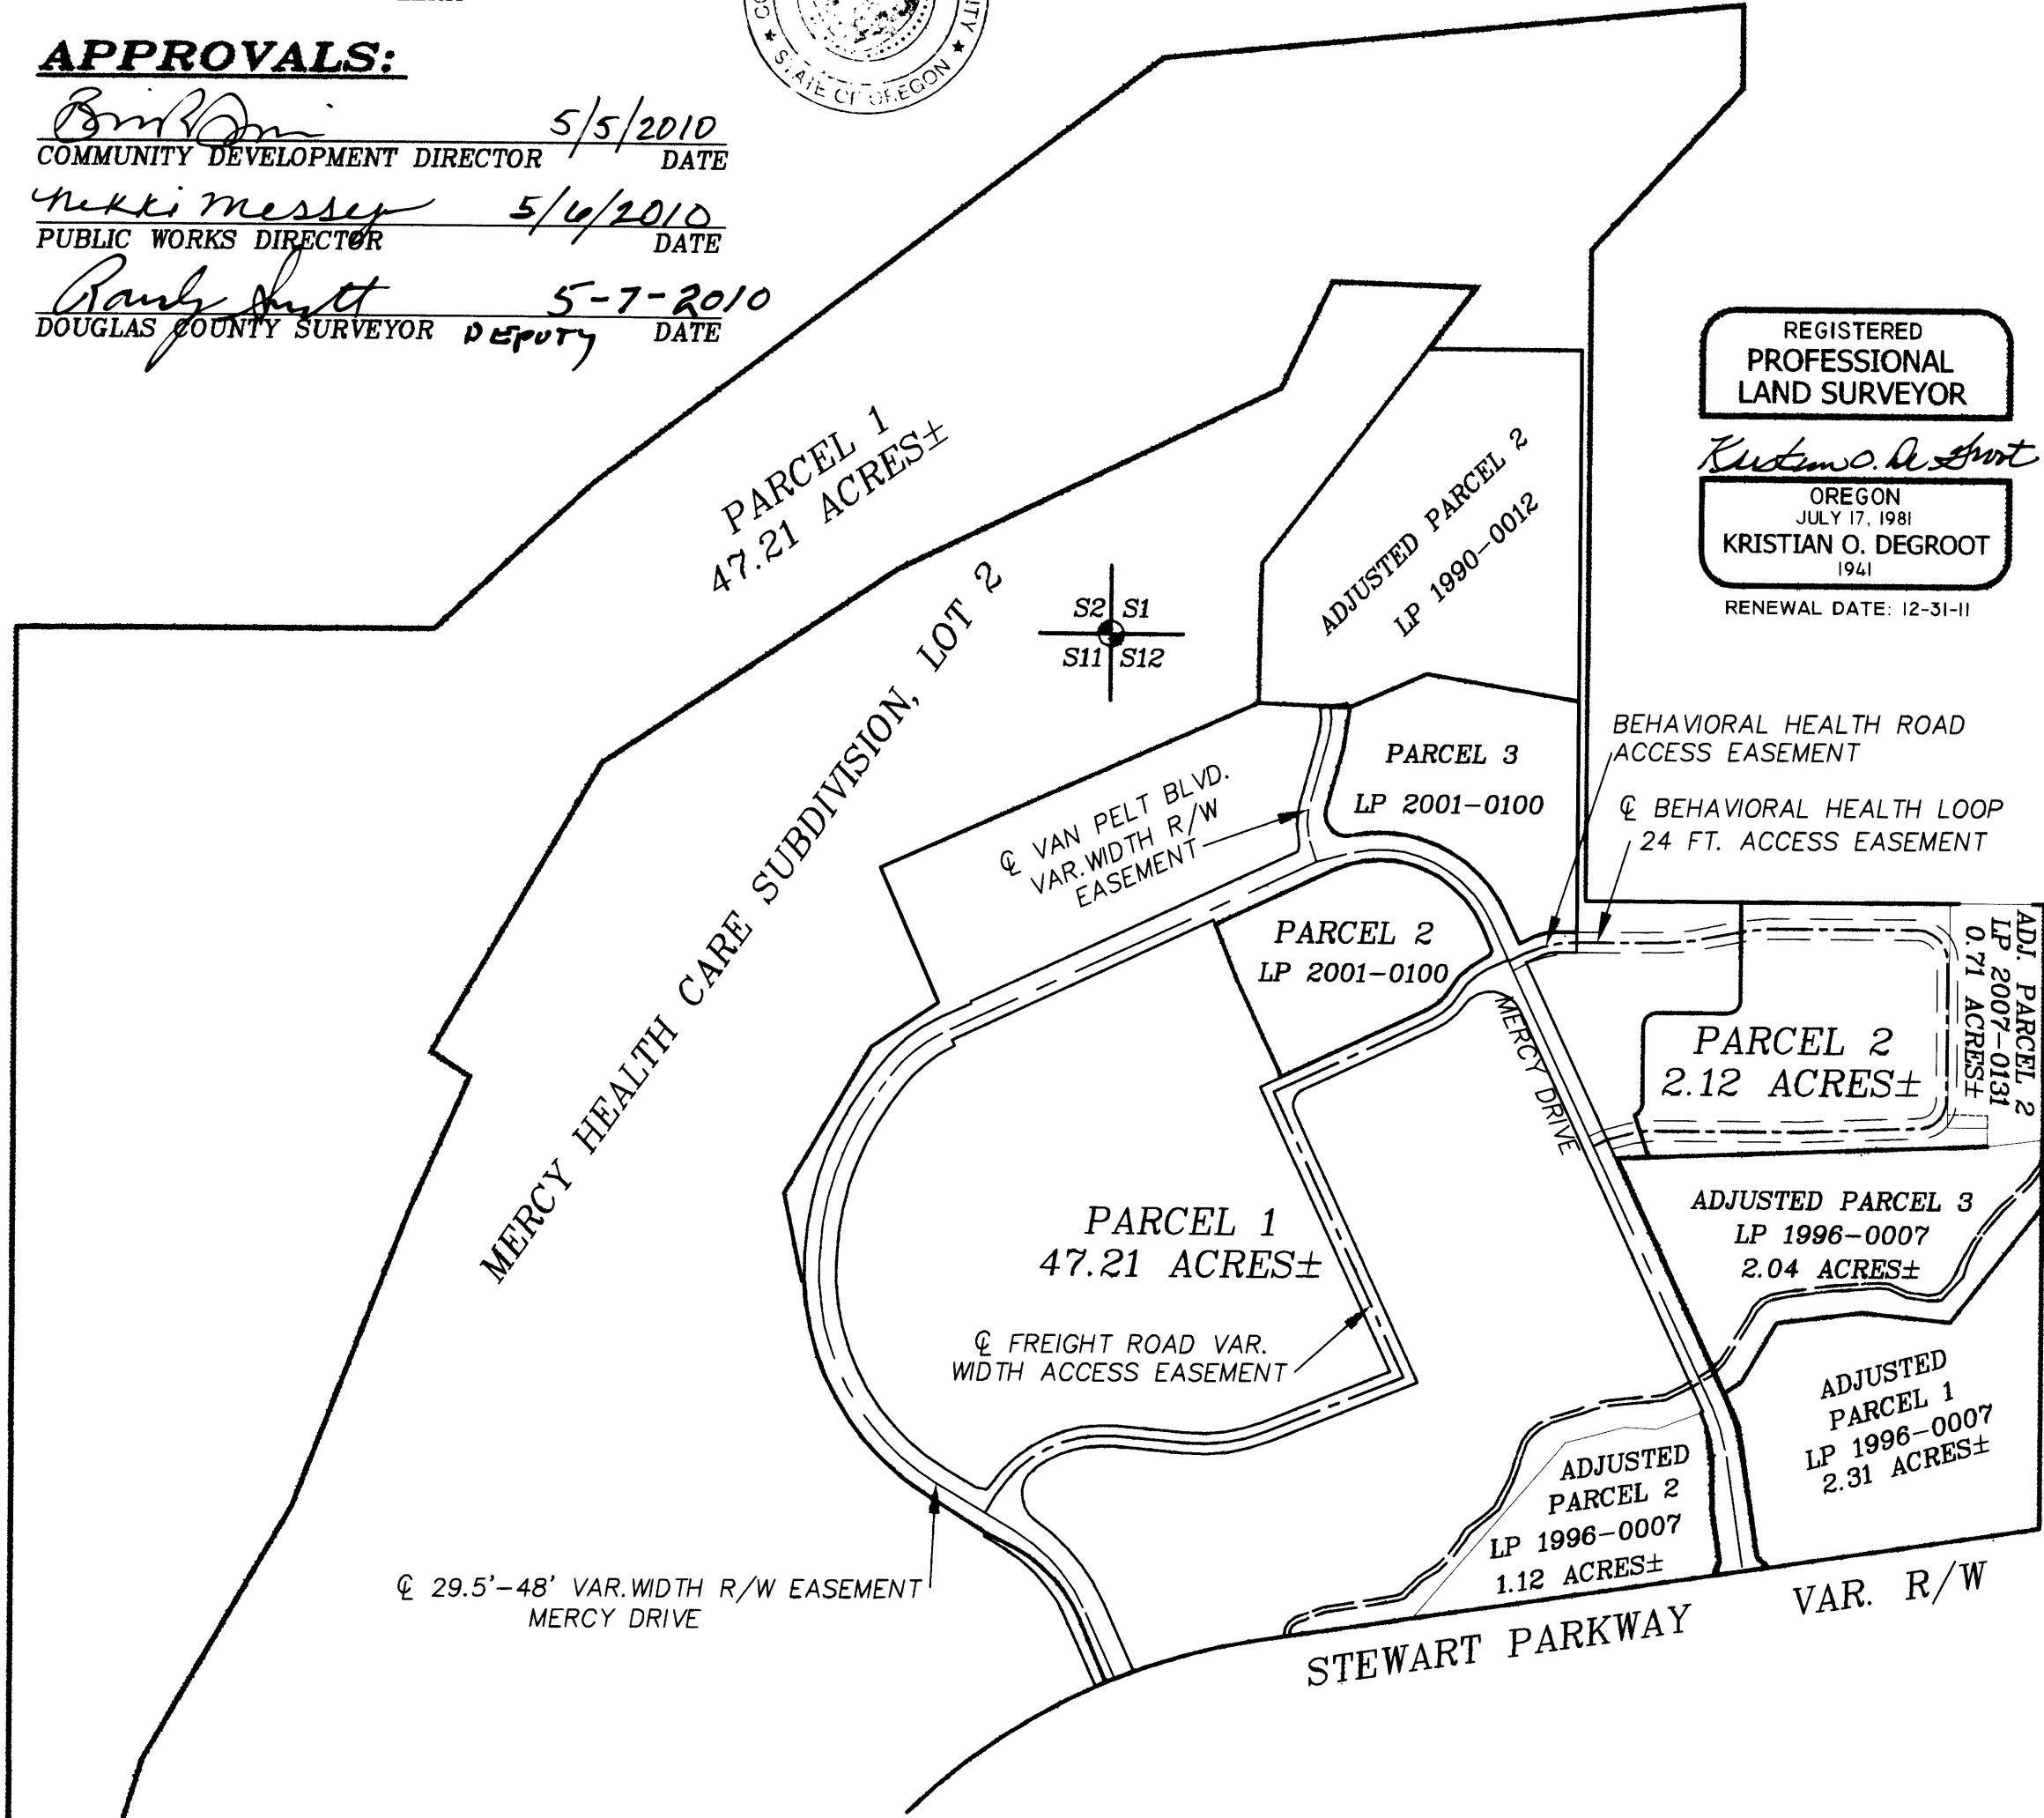 APPROVALS:
5/5/2010
COMMUNITY DEVELOPMENT DIRECTOR DATE
Nikki Messer 5/6/2010
PUBLIC WORKS DIRECTOR DATE
5-7-2010
DOUGLAS COUNTY SURVEYOR DEPUTY DATE
★ STATE OF OREGON ★
REGISTERED
PROFESSIONAL
LAND SURVEYOR
Kristian O. DeGroot
OREGON
JULY 17, 1981
KRISTIAN O. DEGROOT
1941
RENEWAL DATE: 12-31-11
PARCEL 1
47.21 ACRES±
MERCY HEALTH CARE SUBDIVISION, LOT 2
S2 S1
S11 S12
ADJUSTED PARCEL 2
LP 1990-0012
PARCEL 3
LP 2001-0100
BEHAVIORAL HEALTH ROAD
ACCESS EASEMENT
℄ BEHAVIORAL HEALTH LOOP
24 FT. ACCESS EASEMENT
℄ VAN PELT BLVD.
VAR.WIDTH R/W
EASEMENT
PARCEL 2
LP 2001-0100
MERCY DRIVE
PARCEL 2
2.12 ACRES±
ADJ. PARCEL 2
LP 2007-0131
0.71 ACRES±
PARCEL 1
47.21 ACRES±
ADJUSTED PARCEL 3
LP 1996-0007
2.04 ACRES±
℄ FREIGHT ROAD VAR.
WIDTH ACCESS EASEMENT
ADJUSTED
PARCEL 1
LP 1996-0007
2.31 ACRES±
ADJUSTED
PARCEL 2
LP 1996-0007
1.12 ACRES±
℄ 29.5'-48' VAR.WIDTH R/W EASEMENT
MERCY DRIVE
STEWART PARKWAY VAR. R/W